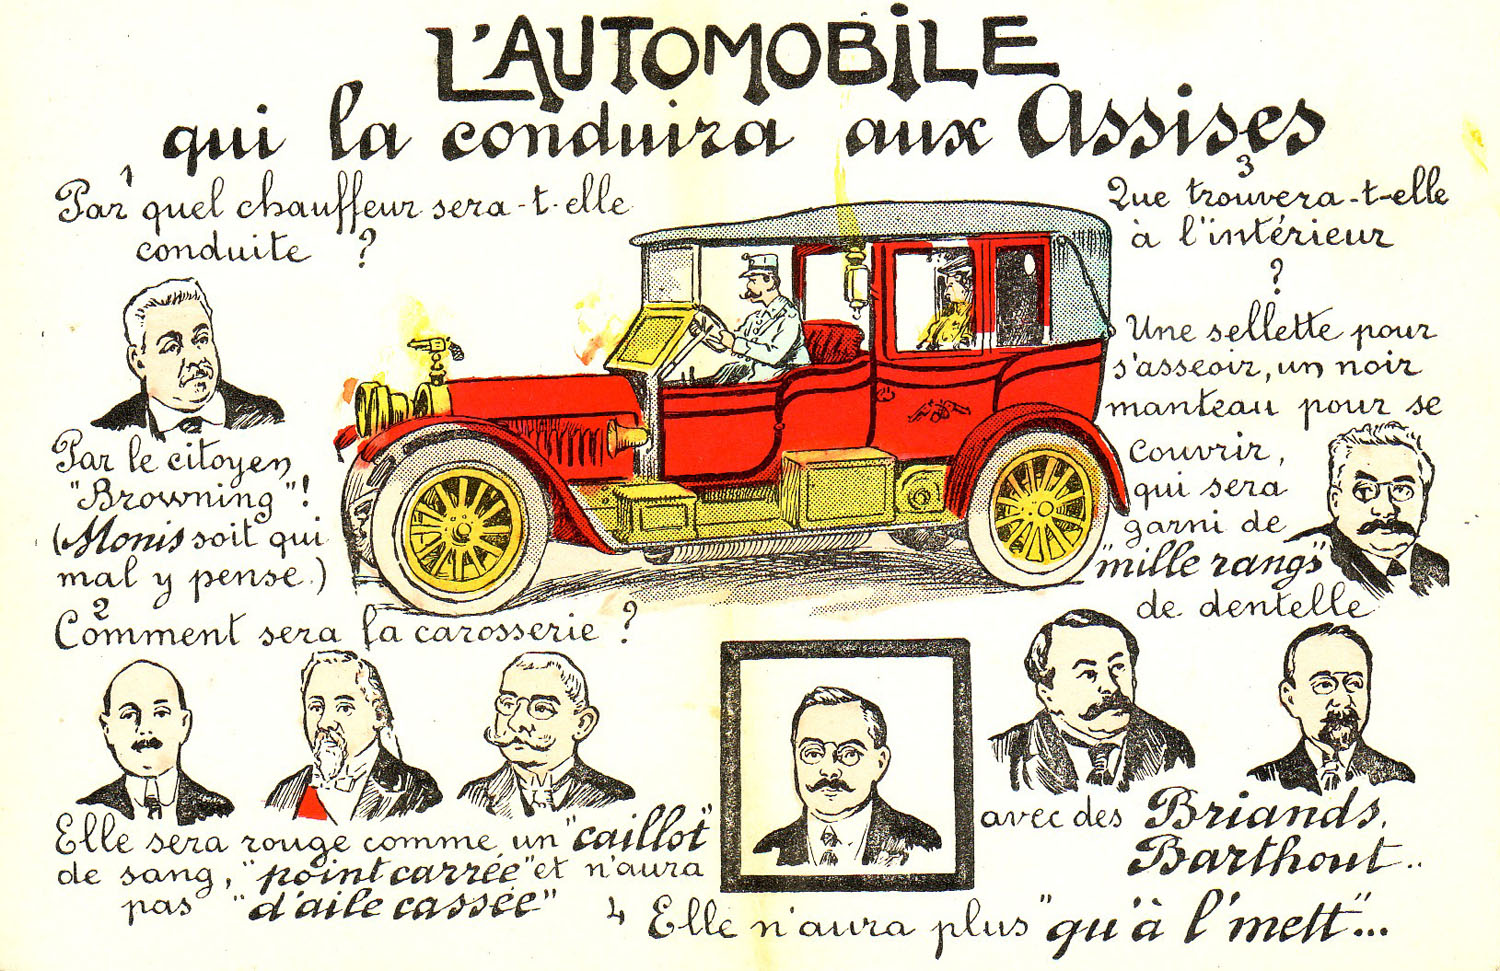 L'AUTOMOBILE
qui la conduira aux Assises
1
Par quel chauffeur sera-t-elle
conduite ?
Par le citoyen
"Browning"!
(Monis soit qui
mal y pense.)
2
Comment sera la carosserie ?
Elle sera rouge comme un "caillot"
de sang, "point carrée" et n'aura
pas "d'aile cassée"
3
Que trouvera-t-elle
à l'intérieur
?
Une sellette pour
s'asseoir, un noir
manteau pour se
couvrir,
qui sera
garni de
"mille rangs"
de dentelle
avec des Briands,
Barthout..
4 Elle n'aura plus "qu'à l'mett"...